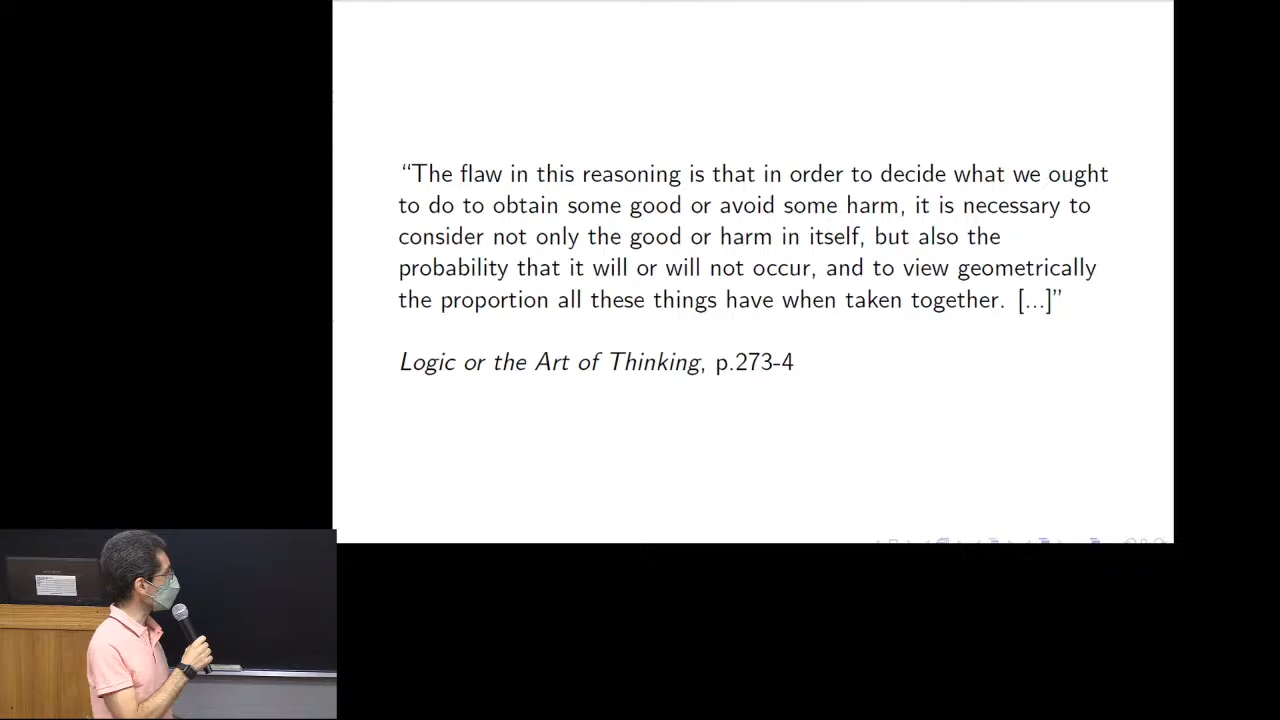 “The flaw in this reasoning is that in order to decide what we ought
to do to obtain some good or avoid some harm, it is necessary to
consider not only the good or harm in itself, but also the
probability that it will or will not occur, and to view geometrically
the proportion all these things have when taken together. [...]”
Logic or the Art of Thinking, p.273-4